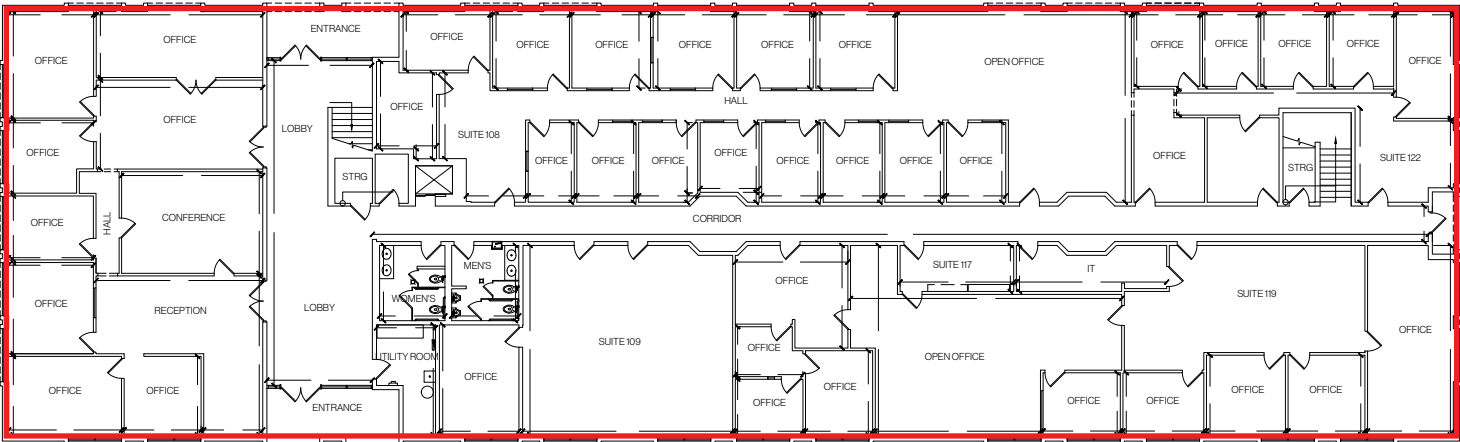 ENTRANCE
OFFICE
OFFICE
OFFICE
OFFICE
OFFICE
OFFICE
OFFICE
OFFICE
OFFICE
OFFICE
OFFICE
OFFICE
OPEN OFFICE
OFFICE
OFFICE
HALL
OFFICE
OFFICE
LOBBY
SUITE 108
OFFICE
OFFICE
OFFICE
OFFICE
OFFICE
OFFICE
OFFICE
OFFICE
OFFICE
OFFICE
SUITE 122
STRG
STRG
CONFERENCE
CORRIDOR
OFFICE
HALL
MEN'S
SUITE 117
IT
OFFICE
WOMEN'S
SUITE 119
OFFICE
RECEPTION
LOBBY
OFFICE
SUITE 109
OFFICE
UTILITY ROOM
OPEN OFFICE
OFFICE
OFFICE
OFFICE
OFFICE
OFFICE
OFFICE
OFFICE
OFFICE
OFFICE
OFFICE
ENTRANCE